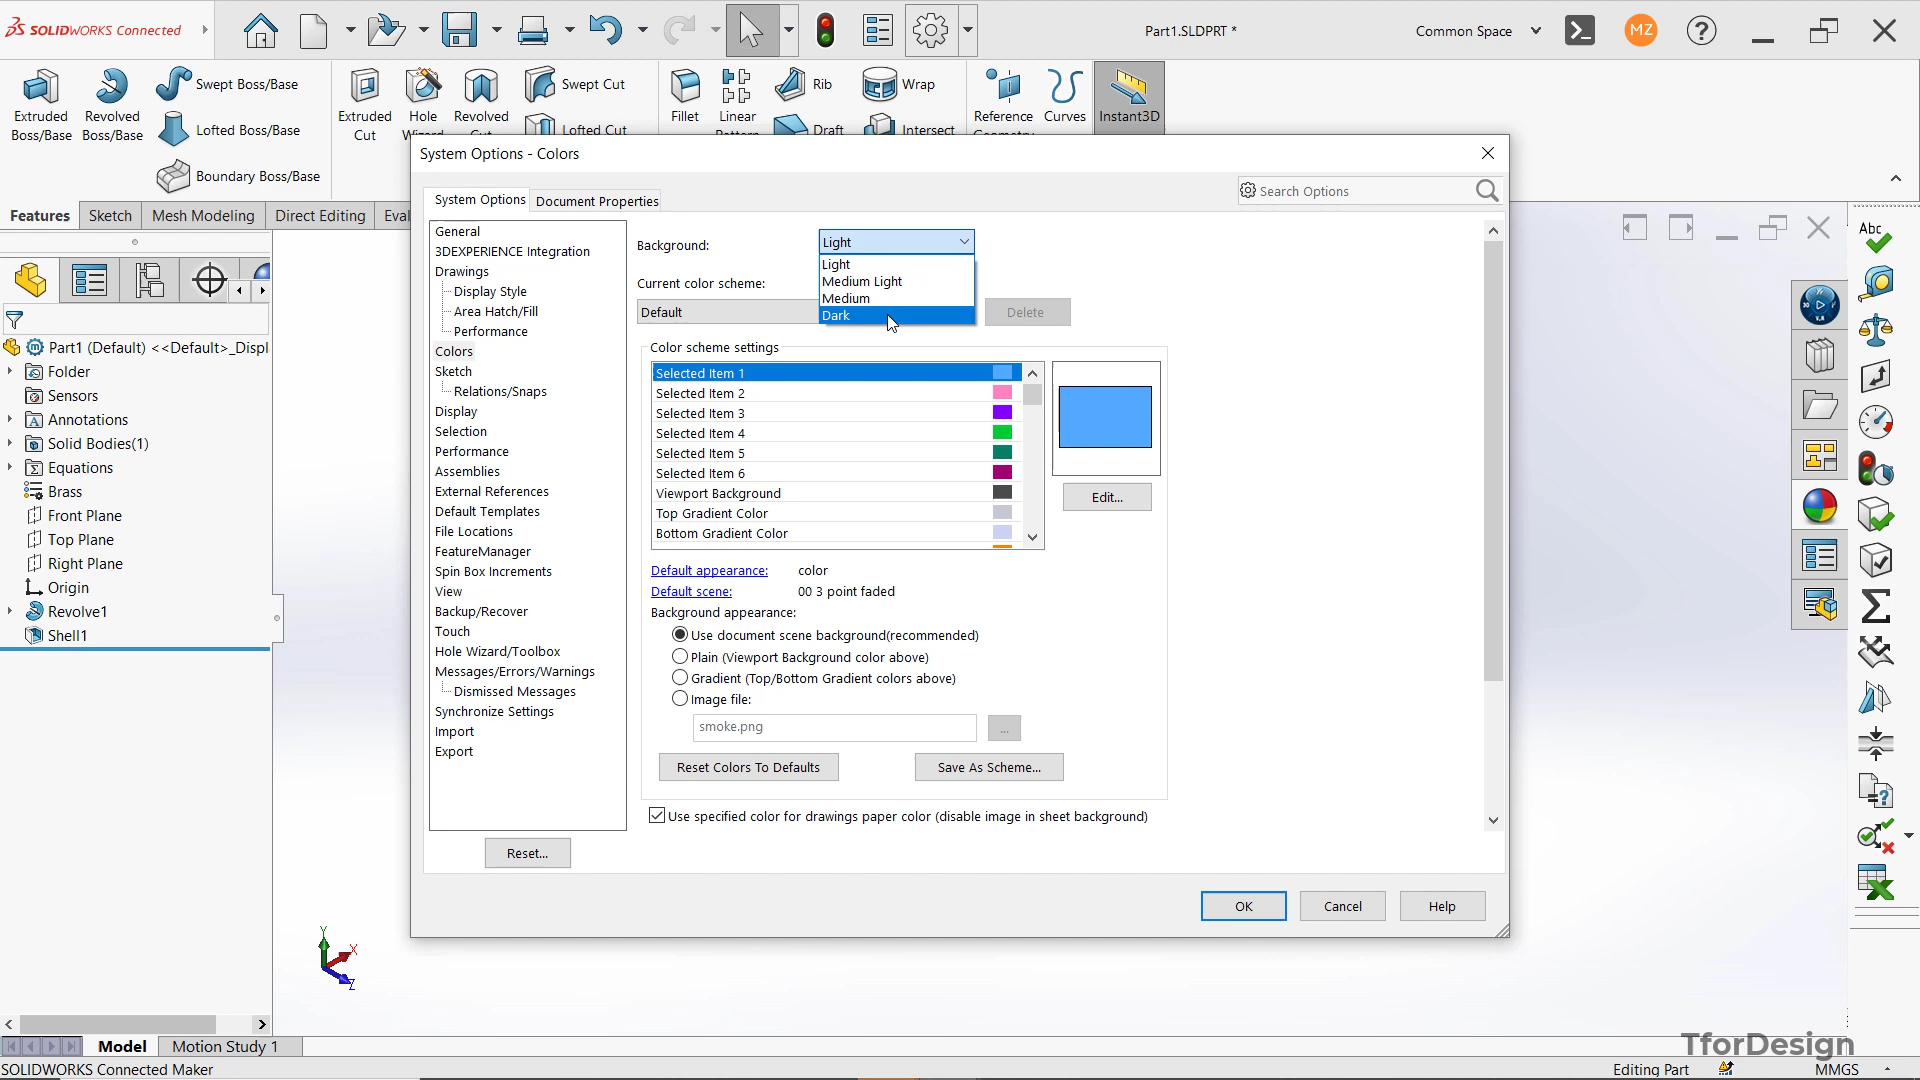 SOLIDWORKS Connected
Part1.SLDPRT *
Common Space
MZ
Extruded
Boss/Base
Revolved
Boss/Base
Swept Boss/Base
Lofted Boss/Base
Boundary Boss/Base
Extruded
Cut
Hole
Revolved
Swept Cut
Lofted Cut
Fillet
Linear
Rib
Draft
Wrap
Intersect
Reference
Curves
Instant3D
Features
Sketch
Mesh Modeling
Direct Editing
Eval
System Options - Colors
Search Options
System Options
Document Properties
General
3DEXPERIENCE Integration
Drawings
Display Style
Area Hatch/Fill
Performance
Colors
Sketch
Relations/Snaps
Display
Selection
Performance
Assemblies
External References
Default Templates
File Locations
FeatureManager
Spin Box Increments
View
Backup/Recover
Touch
Hole Wizard/Toolbox
Messages/Errors/Warnings
Dismissed Messages
Synchronize Settings
Import
Export
Reset...
Background:
Light
Light
Medium Light
Medium
Dark
Current color scheme:
Default
Delete
Color scheme settings
Selected Item 1
Selected Item 2
Selected Item 3
Selected Item 4
Selected Item 5
Selected Item 6
Viewport Background
Top Gradient Color
Bottom Gradient Color
Edit...
Default appearance: color
Default scene: 00 3 point faded
Background appearance:
Use document scene background(recommended)
Plain (Viewport Background color above)
Gradient (Top/Bottom Gradient colors above)
Image file:
smoke.png
...
Reset Colors To Defaults
Save As Scheme...
Use specified color for drawings paper color (disable image in sheet background)
OK
Cancel
Help
Part1 (Default) <<Default>_Displ
Folder
Sensors
Annotations
Solid Bodies(1)
Equations
Brass
Front Plane
Top Plane
Right Plane
Origin
Revolve1
Shell1
Abc
Y
X
Z
Model
Motion Study 1
TforDesign
SOLIDWORKS Connected Maker
Editing Part
MMGS